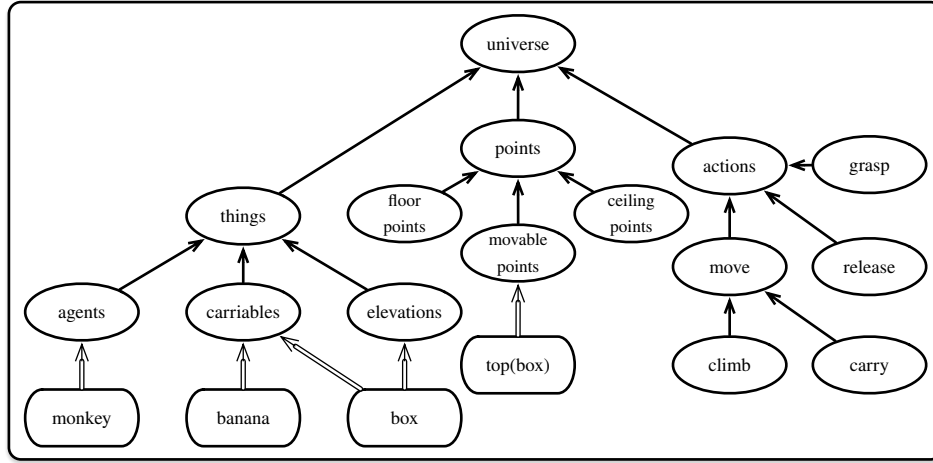 universe
points
actions
grasp
things
floor
points
ceiling
points
movable
points
move
release
agents
carriables
elevations
top(box)
climb
carry
monkey
banana
box